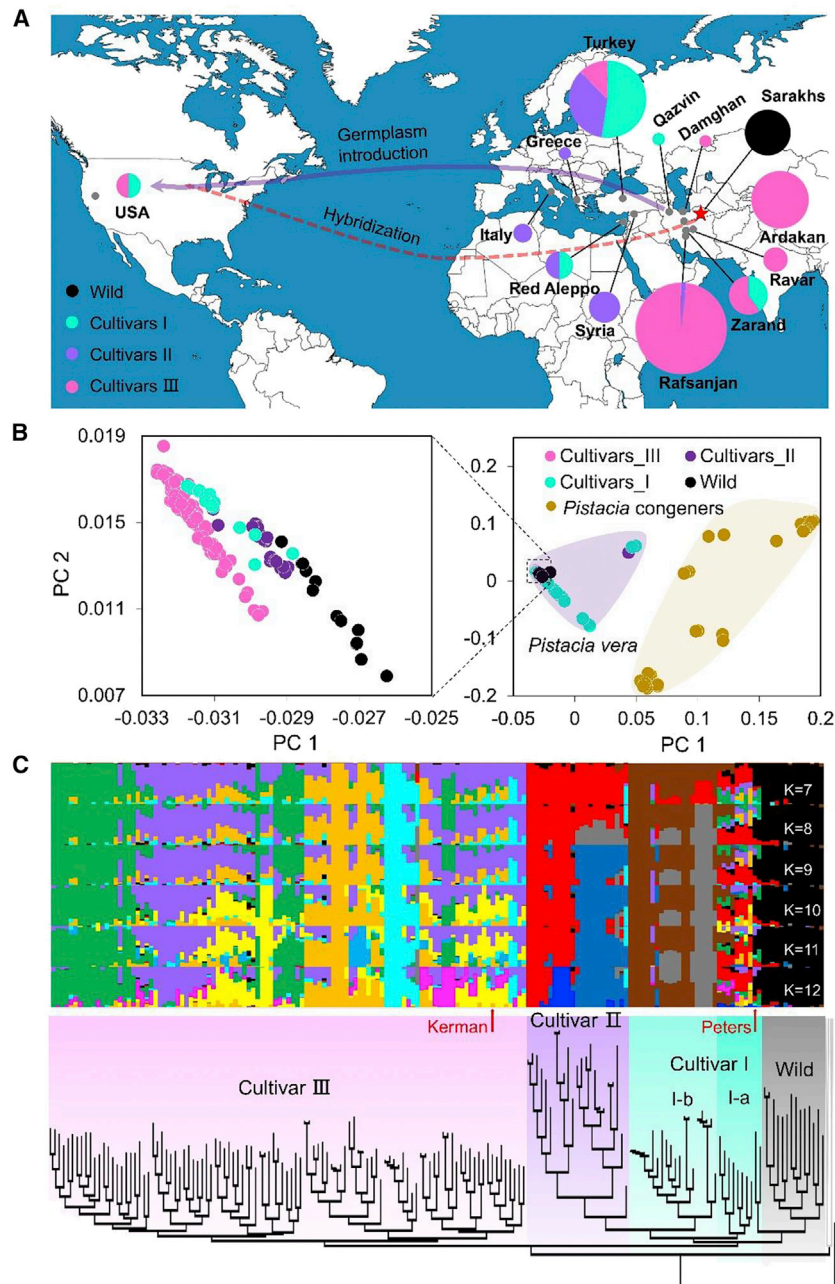 A
Turkey
Qazvin
Damghan
Sarakhs
Germplasm
introduction
Greece
USA
Hybridization
Italy
Ardakan
Wild
Red Aleppo
Ravar
Cultivars I
Syria
Zarand
Cultivars II
Rafsanjan
Cultivars III
B
0.019
0.015
0.011
0.007
PC 2
-0.033
-0.031
-0.029
-0.027
-0.025
PC 1
0.2
0.1
0
-0.1
-0.2
Cultivars_III
Cultivars_II
Cultivars_I
Wild
Pistacia congeners
Pistacia vera
-0.05
0
0.05
0.1
0.15
0.2
PC 1
C
K=7
K=8
K=9
K=10
K=11
K=12
Kerman
Peters
Cultivar III
Cultivar II
Cultivar I
I-b
I-a
Wild